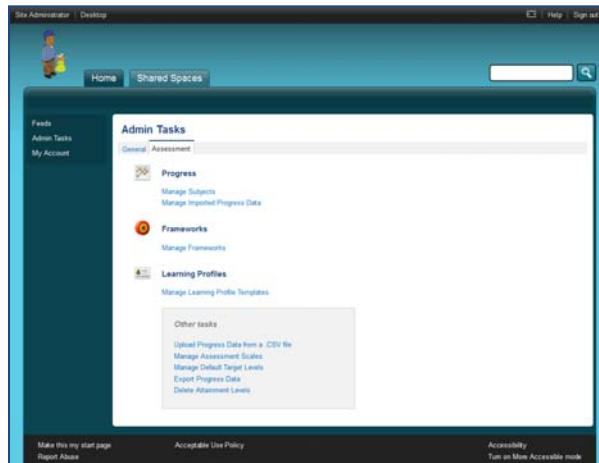 Site Administrator | Desktop
Help | Sign out
Home
Shared Spaces
Feeds
Admin Tasks
My Account
Admin Tasks
General
Assessment
Progress
Manage Subjects
Manage Imported Progress Data
Frameworks
Manage Frameworks
Learning Profiles
Manage Learning Profile Templates
Other tasks
Upload Progress Data from a .CSV file
Manage Assessment Scales
Manage Default Target Levels
Export Progress Data
Delete Attainment Levels
Make this my start page
Acceptable Use Policy
Accessibility
Report Abuse
Turn on More Accessible mode